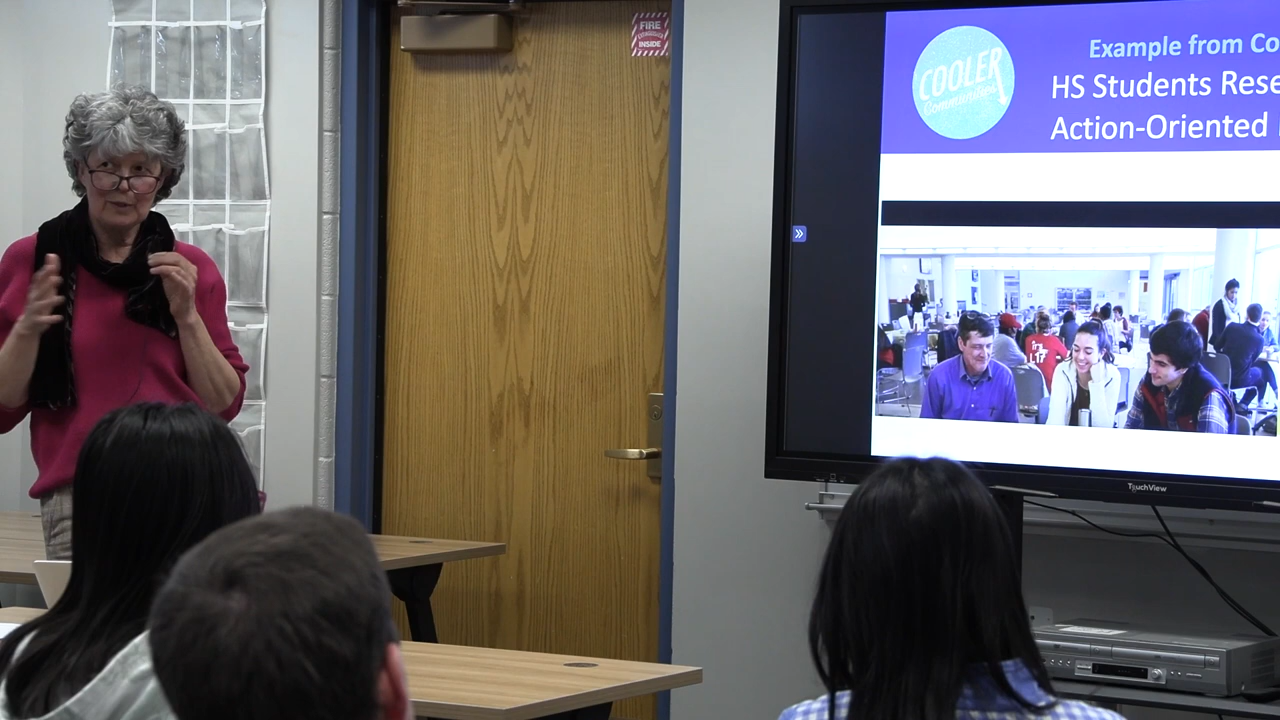 FIRE
INSIDE
COOLER
Communities
Example from Co
HS Students Rese
Action-Oriented
TouchView